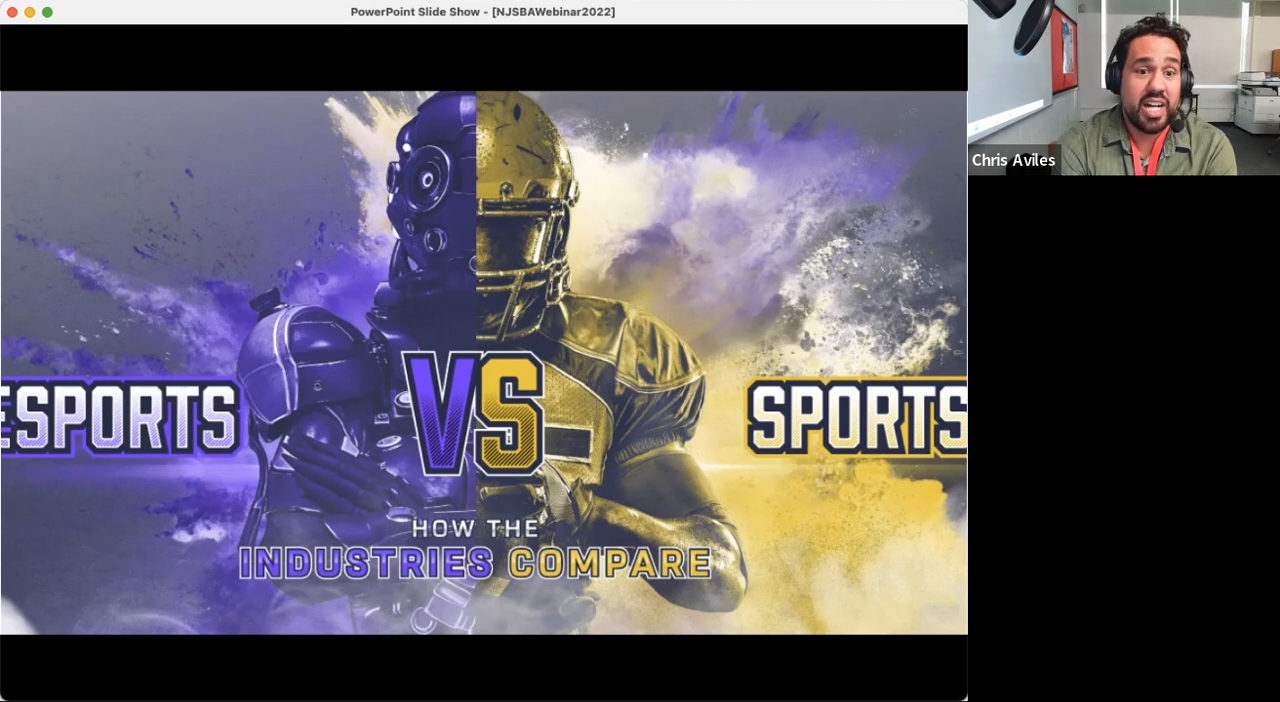 PowerPoint Slide Show - [NJSBAWebinar2022]
Chris Aviles
ESPORTS
VS
SPORTS
HOW THE
INDUSTRIES COMPARE